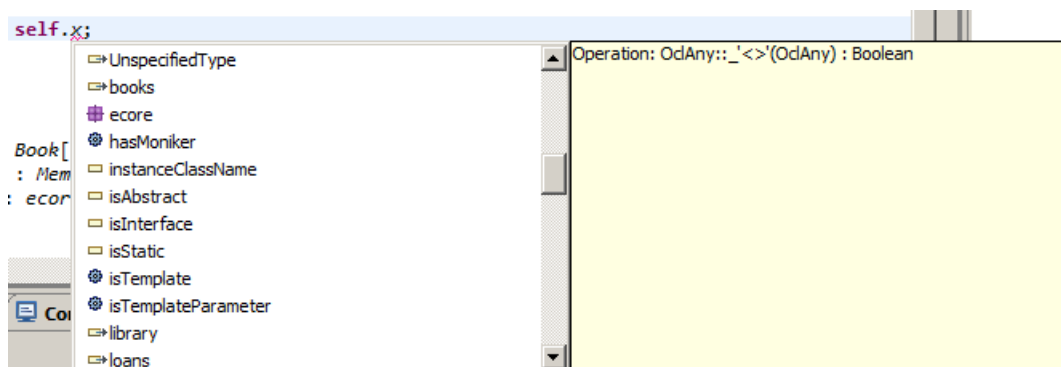 self.x;
UnspecifiedType
Operation: OclAny::_'<>'(OclAny) : Boolean
books
ecore
hasMoniker
Book[
instanceClassName
: Mem
isAbstract
: ecor
isInterface
isStatic
isTemplate
isTemplateParameter
Co
library
loans